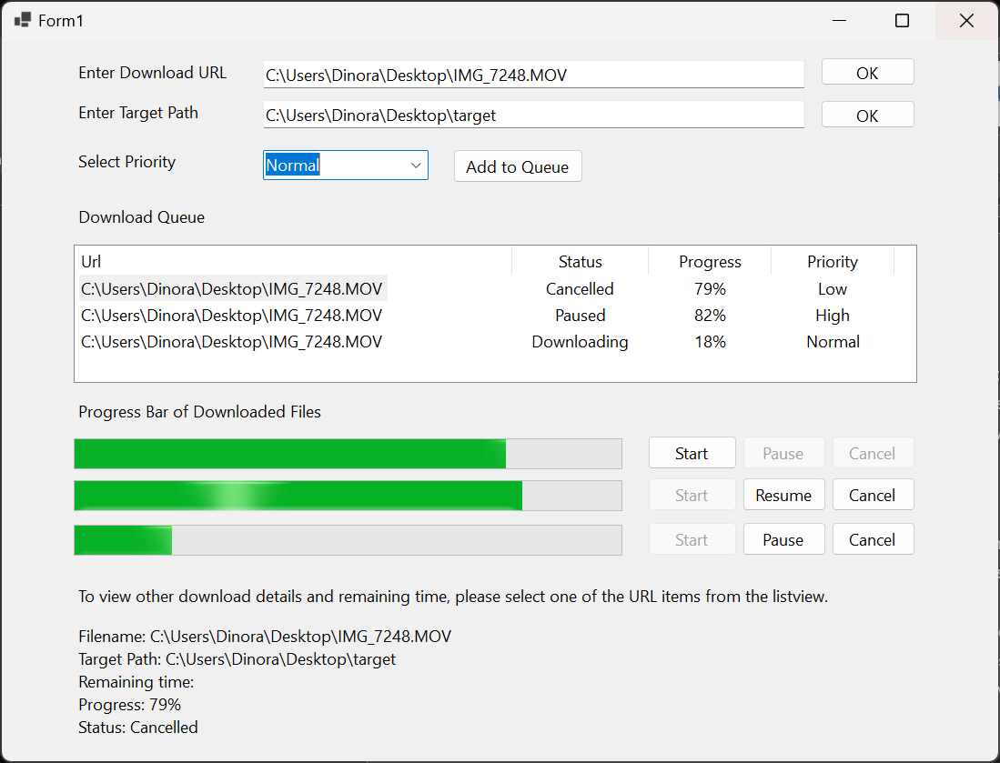 Form1
Enter Download URL C:\Users\Dinora\Desktop\IMG_7248.MOV OK
Enter Target Path C:\Users\Dinora\Desktop\target OK
Select Priority Normal Add to Queue
Download Queue
Url Status Progress Priority
C:\Users\Dinora\Desktop\IMG_7248.MOV Cancelled 79% Low
C:\Users\Dinora\Desktop\IMG_7248.MOV Paused 82% High
C:\Users\Dinora\Desktop\IMG_7248.MOV Downloading 18% Normal
Progress Bar of Downloaded Files
Start Pause Cancel
Start Resume Cancel
Start Pause Cancel
To view other download details and remaining time, please select one of the URL items from the listview.
Filename: C:\Users\Dinora\Desktop\IMG_7248.MOV
Target Path: C:\Users\Dinora\Desktop\target
Remaining time:
Progress: 79%
Status: Cancelled